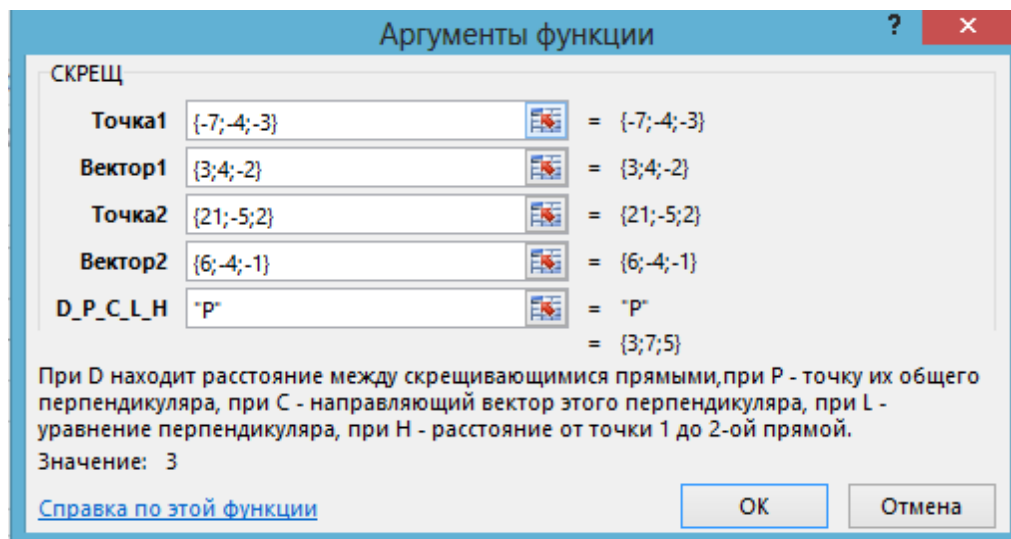 Аргументы функции
?
СКРЕЩ
Точка1 {-7;-4;-3} = {-7;-4;-3}
Вектор1 {3;4;-2} = {3;4;-2}
Точка2 {21;-5;2} = {21;-5;2}
Вектор2 {6;-4;-1} = {6;-4;-1}
D_P_C_L_H "P" = "P"
= {3;7;5}
При D находит расстояние между скрещивающимися прямыми,при P - точку их общего
перпендикуляра, при C - направляющий вектор этого перпендикуляра, при L -
уравнение перпендикуляра, при H - расстояние от точки 1 до 2-ой прямой.
Значение: 3
Справка по этой функции
ОК
Отмена